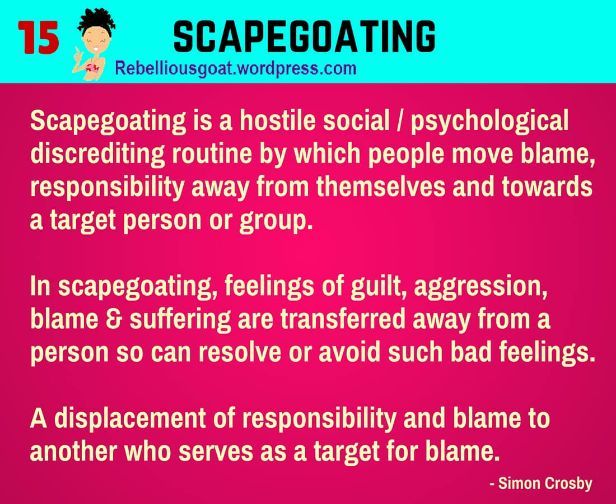 15 SCAPEGOATING
Rebelliousgoat.wordpress.com
Scapegoating is a hostile social / psychological
discrediting routine by which people move blame,
responsibility away from themselves and towards
a target person or group.
In scapegoating, feelings of guilt, aggression,
blame & suffering are transferred away from a
person so can resolve or avoid such bad feelings.
A displacement of responsibility and blame to
another who serves as a target for blame.
- Simon Crosby